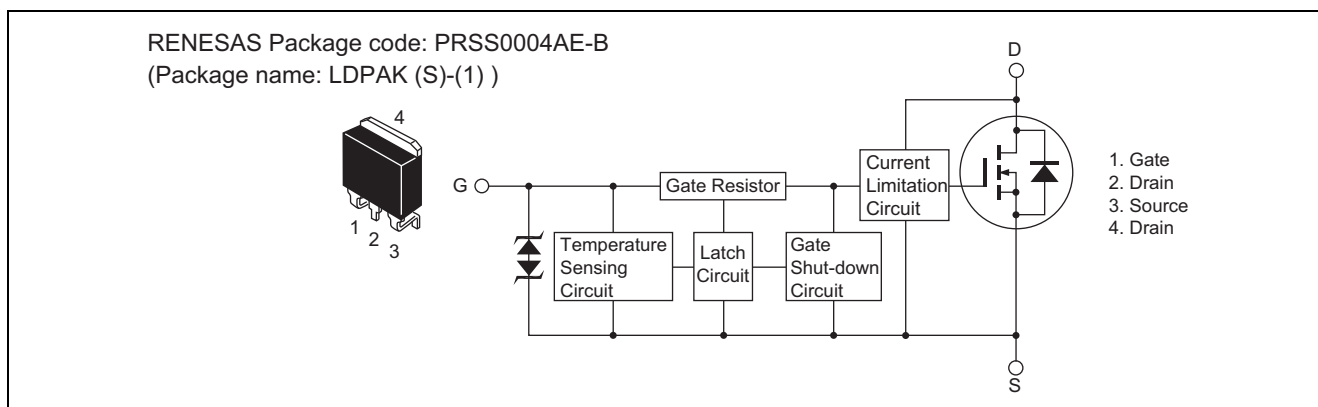 RENESAS Package code: PRSS0004AE-B
(Package name: LDPAK (S)-(1) )
4
1
2
3
G
D
Gate Resistor
Current
Limitation
Circuit
Temperature
Sensing
Circuit
Latch
Circuit
Gate
Shut-down
Circuit
S
1. Gate
2. Drain
3. Source
4. Drain